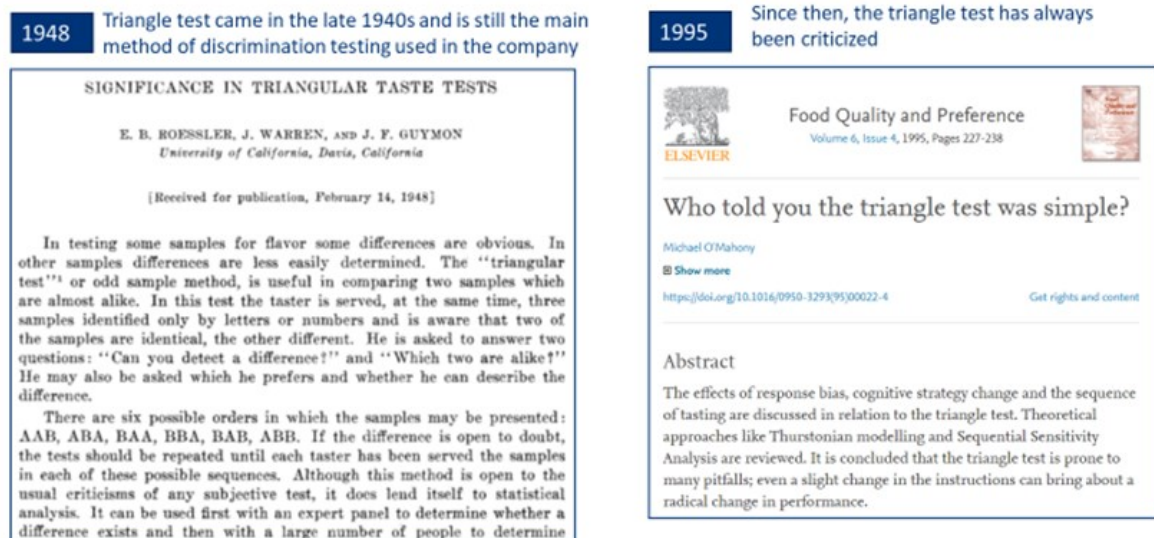 1948
Triangle test came in the late 1940s and is still the main
method of discrimination testing used in the company
SIGNIFICANCE IN TRIANGULAR TASTE TESTS
E. B. ROESSLER, J. WARREN, AND J. F. GUYMON
University of California, Davis, California
[Received for publication, February 14, 1948]
In testing some samples for flavor some differences are obvious. In
other samples differences are less easily determined. The “triangular
test”¹ or odd sample method, is useful in comparing two samples which
are almost alike. In this test the taster is served, at the same time, three
samples identified only by letters or numbers and is aware that two of
the samples are identical, the other different. He is asked to answer two
questions: “Can you detect a difference?” and “Which two are alike?”
He may also be asked which he prefers and whether he can describe the
difference.
There are six possible orders in which the samples may be presented:
AAB, ABA, BAA, BBA, BAB, ABB. If the difference is open to doubt,
the tests should be repeated until each taster has been served the samples
in each of these possible sequences. Although this method is open to the
usual criticisms of any subjective test, it does lend itself to statistical
analysis. It can be used first with an expert panel to determine whether a
difference exists and then with a large number of people to determine
1995
Since then, the triangle test has always
been criticized
ELSEVIER
Food Quality and Preference
Volume 6, Issue 4, 1995, Pages 227-238
Food
Quality and
Preference
Who told you the triangle test was simple?
Michael O'Mahony
Show more
https://doi.org/10.1016/0950-3293(95)00022-4
Get rights and content
Abstract
The effects of response bias, cognitive strategy change and the sequence
of tasting are discussed in relation to the triangle test. Theoretical
approaches like Thurstonian modelling and Sequential Sensitivity
Analysis are reviewed. It is concluded that the triangle test is prone to
many pitfalls; even a slight change in the instructions can bring about a
radical change in performance.